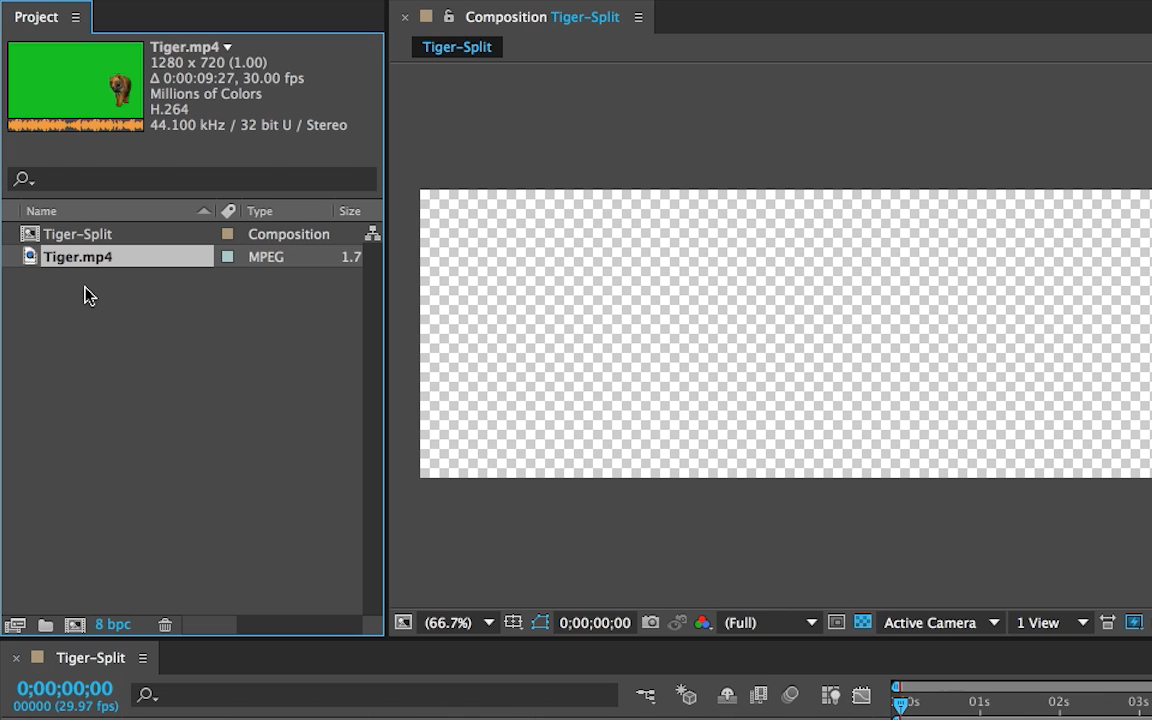 Project
Composition Tiger-Split
Tiger-Split
Tiger.mp4
1280 x 720 (1.00)
Δ 0:00:09:27, 30.00 fps
Millions of Colors
H.264
44.100 kHz / 32 bit U / Stereo
Name Type Size
Tiger-Split Composition
Tiger.mp4 MPEG 1.7
8 bpc
(66.7%) 0;00;00;00 (Full) Active Camera 1 View
Tiger-Split
0;00;00;00
00000 (29.97 fps)
0s 01s 02s 03s